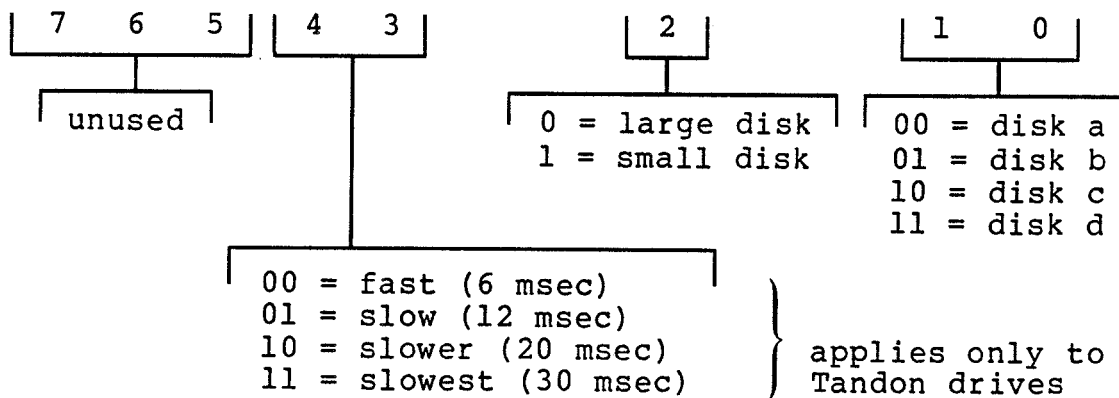 7 6 5 4 3 2 1 0
unused
0 = large disk
1 = small disk
00 = disk a
01 = disk b
10 = disk c
11 = disk d
00 = fast (6 msec)
01 = slow (12 msec)
10 = slower (20 msec)
11 = slowest (30 msec)
applies only to
Tandon drives